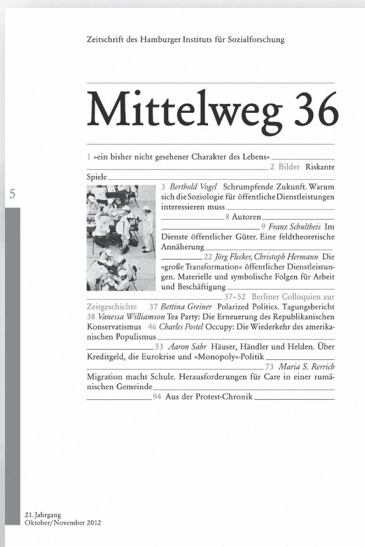 Zeitschrift des Hamburger Instituts für Sozialforschung
Mittelweg 36
1 »ein bisher nicht gesehener Charakter des Lebens«
2 Bilder Riskante
Spiele
3 Berthold Vogel Schrumpfende Zukunft. Warum
sich die Soziologie für öffentliche Dienstleistungen
interessieren muss
8 Autoren
9 Franz Schultheis Im
Dienste öffentlicher Güter. Eine feldtheoretische
Annäherung
22 Jörg Flecker, Christoph Hermann Die
»große Transformation« öffentlicher Dienstleistun-
gen. Materielle und symbolische Folgen für Arbeit
und Beschäftigung
37–52 Berliner Colloquien zur
Zeitgeschichte 37 Bettina Greiner Polarized Politics. Tagungsbericht
38 Vanessa Williamson Tea Party: Die Erneuerung des Republikanischen
Konservatismus 46 Charles Postel Occupy: Die Wiederkehr des amerika-
nischen Populismus
53 Aaron Sahr Häuser, Händler und Helden. Über
Kreditgeld, die Eurokrise und »Monopoly«-Politik
73 Maria S. Rerrich
Migration macht Schule. Herausforderungen für Care in einer rumä-
nischen Gemeinde
94 Aus der Protest-Chronik
5
21. Jahrgang
Oktober/November 2012